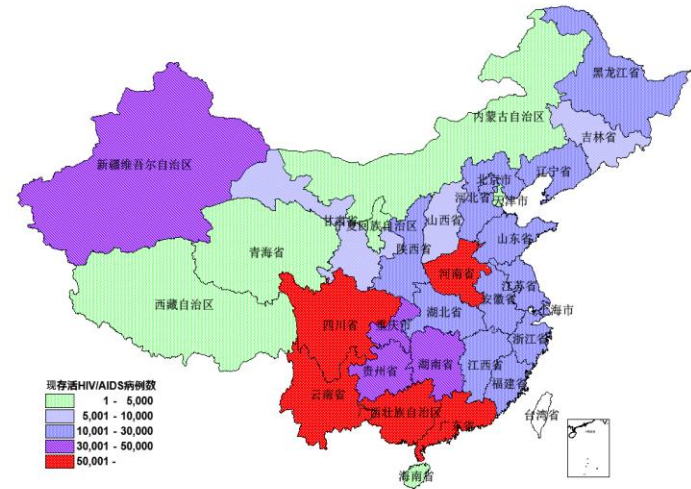 黑龙江省
内蒙古自治区
吉林省
新疆维吾尔自治区
辽宁省
北京市
河北省
天津市
山西省
甘肃省
宁夏回族自治区
山东省
青海省
陕西省
河南省
江苏省
西藏自治区
安徽省
上海市
四川省
重庆市
湖北省
浙江省
贵州省
湖南省
江西省
云南省
福建省
广西壮族自治区
广东省
台湾省
海南省
现存活HIV/AIDS病例数
1 - 5,000
5,001 - 10,000
10,001 - 30,000
30,001 - 50,000
50,001 -